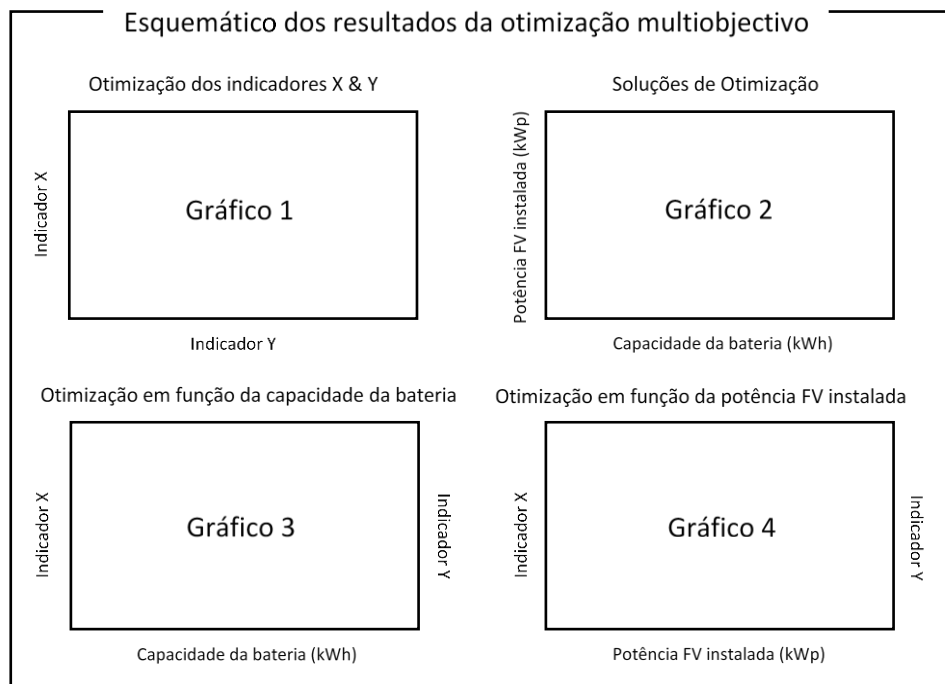 Esquemático dos resultados da otimização multiobjectivo
Otimização dos indicadores X & Y
Indicador X
Gráfico 1
Indicador Y
Soluções de Otimização
Potência FV instalada (kWp)
Gráfico 2
Capacidade da bateria (kWh)
Otimização em função da capacidade da bateria
Indicador X
Gráfico 3
Indicador Y
Capacidade da bateria (kWh)
Otimização em função da potência FV instalada
Indicador X
Gráfico 4
Indicador Y
Potência FV instalada (kWp)